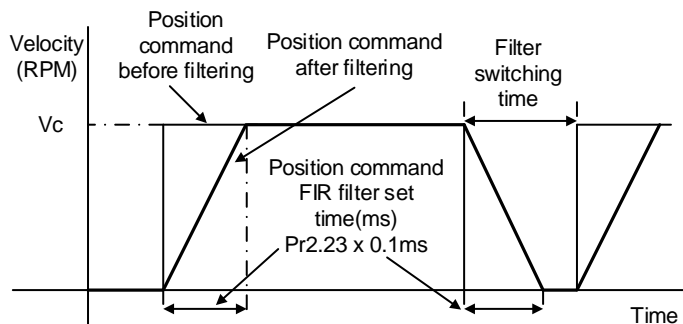 Velocity
(RPM)
Position
command
before filtering
Position command
after filtering
Filter
switching
time
Vc
Position command
FIR filter set
time(ms)
Pr2.23 x 0.1ms
Time